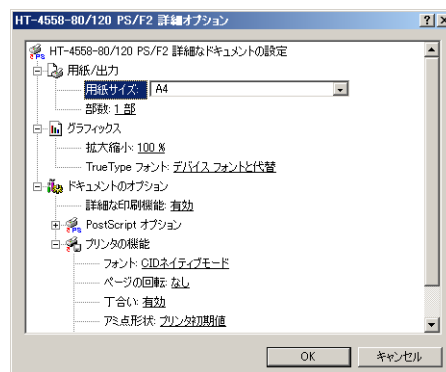 HT-4558-80/120 PS/F2 詳細オプション
HT-4558-80/120 PS/F2 詳細なドキュメントの設定
用紙/出力
用紙サイズ: A4
部数: 1 部
グラフィックス
拡大縮小: 100 %
TrueType フォント: デバイス フォントと代替
ドキュメントのオプション
詳細な印刷機能: 有効
PostScript オプション
プリンタの機能
フォント: CIDネイティブモード
ページの回転: なし
丁合い: 有効
アミ点形状: プリンタ初期値
OK キャンセル